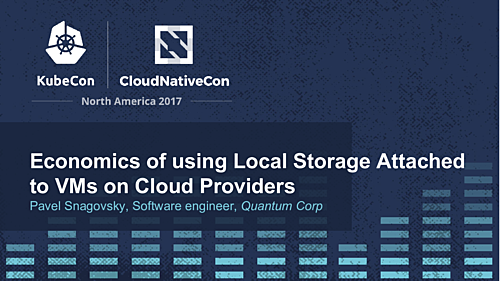 KubeCon
CloudNativeCon
North America 2017
Economics of using Local Storage Attached
to VMs on Cloud Providers
Pavel Snagovsky, Software engineer, Quantum Corp